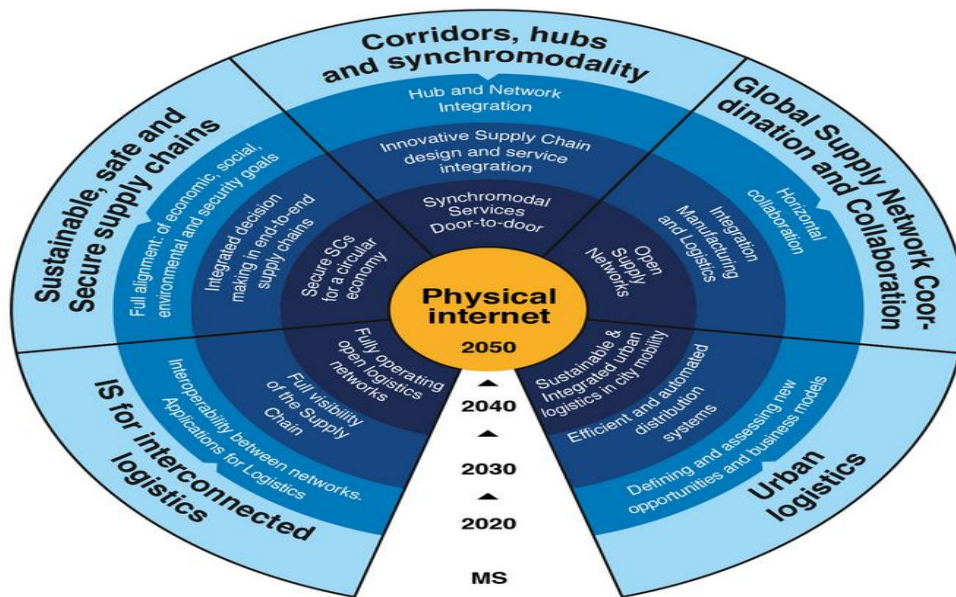 Corridors, hubs
and synchromodality
Hub and Network
Integration
Innovative Supply Chain
design and service
integration
Synchromodal
Services
Door-to-door
Global Supply Network Coor-
dination and Collaboration
Horizontal
collaboration
Integration
Manufacturing
and Logistics
Open
Supply
Networks
Urban
logistics
Defining and assessing new
opportunities and business models
Efficient and automated
distribution
systems
Sustainable &
Integrated urban
logistics in city mobility
IS for interconnected
logistics
Interoperability between networks.
Applications for Logistics
Full visibility
of the Supply
Chain
Fully operating
open logistics
networks
Sustainable, safe and
Secure supply chains
Full alignment: of economic, social,
environmental and security goals
Integrated decision
making in end-to-end
supply chains
Secure SCs
for a circular
economy
Physical
internet
2050
2040
2030
2020
MS